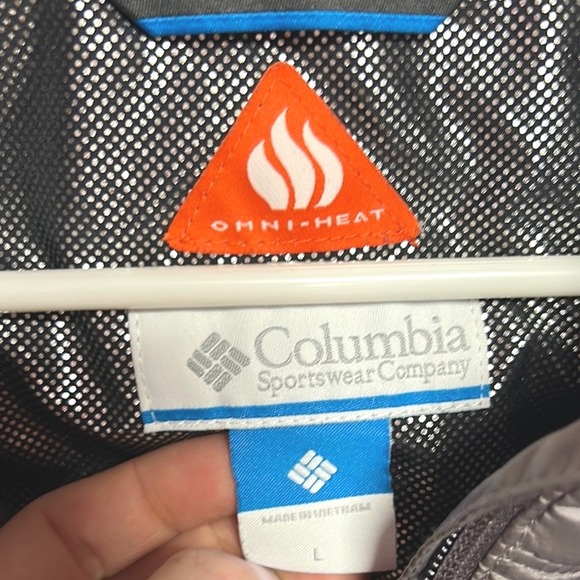 OMNI-HEAT
Columbia
Sportswear Company
MADE IN VIETNAM
L